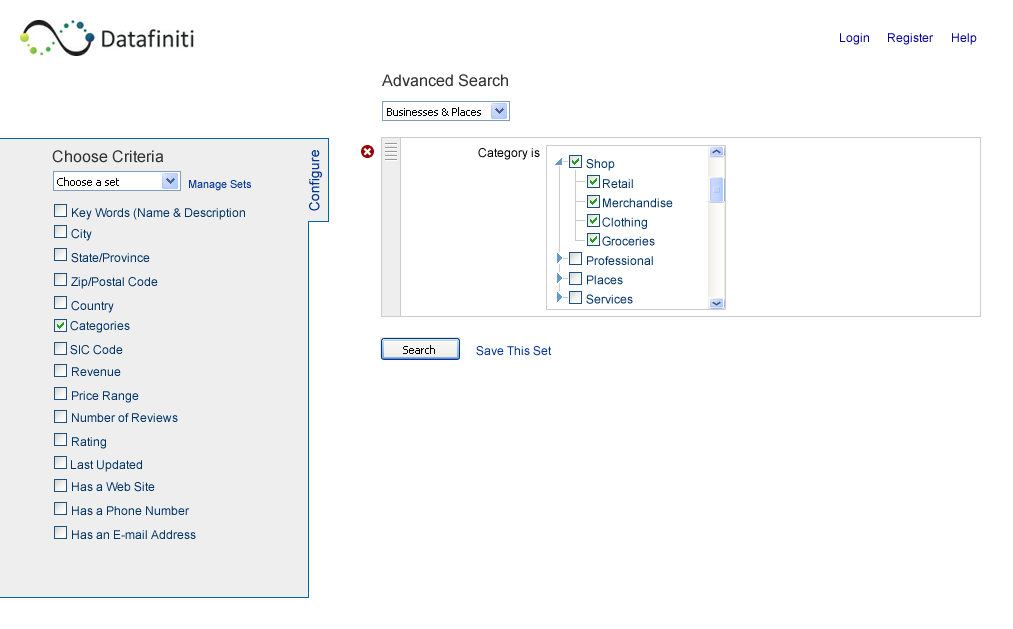 Datafiniti
Login Register Help
Advanced Search
Businesses & Places
Choose Criteria
Choose a set
Manage Sets
Configure
Key Words (Name & Description
City
State/Province
Zip/Postal Code
Country
Categories
SIC Code
Revenue
Price Range
Number of Reviews
Rating
Last Updated
Has a Web Site
Has a Phone Number
Has an E-mail Address
Category is
Shop
Retail
Merchandise
Clothing
Groceries
Professional
Places
Services
Search
Save This Set